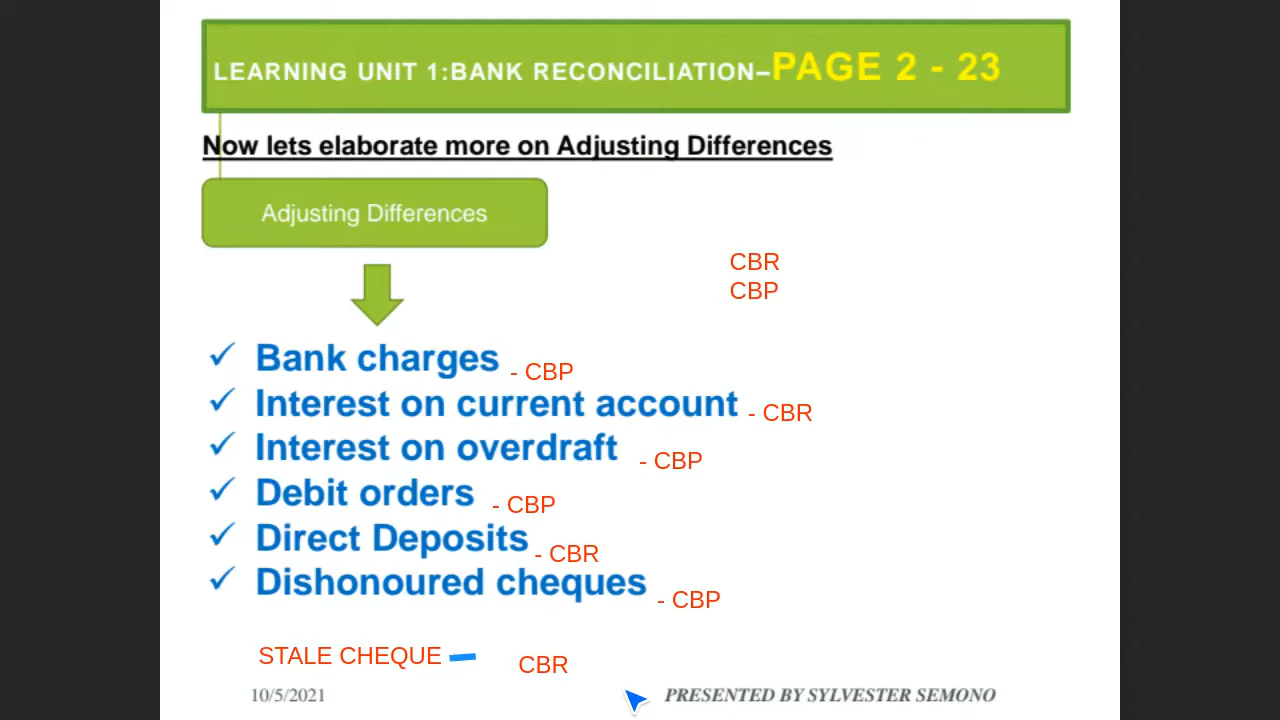 LEARNING UNIT 1:BANK RECONCILIATION–PAGE 2 - 23
Now lets elaborate more on Adjusting Differences
Adjusting Differences
CBR
CBP
✓ Bank charges - CBP
✓ Interest on current account - CBR
✓ Interest on overdraft - CBP
✓ Debit orders - CBP
✓ Direct Deposits - CBR
✓ Dishonoured cheques - CBP
STALE CHEQUE – CBR
10/5/2021 PRESENTED BY SYLVESTER SEMONO